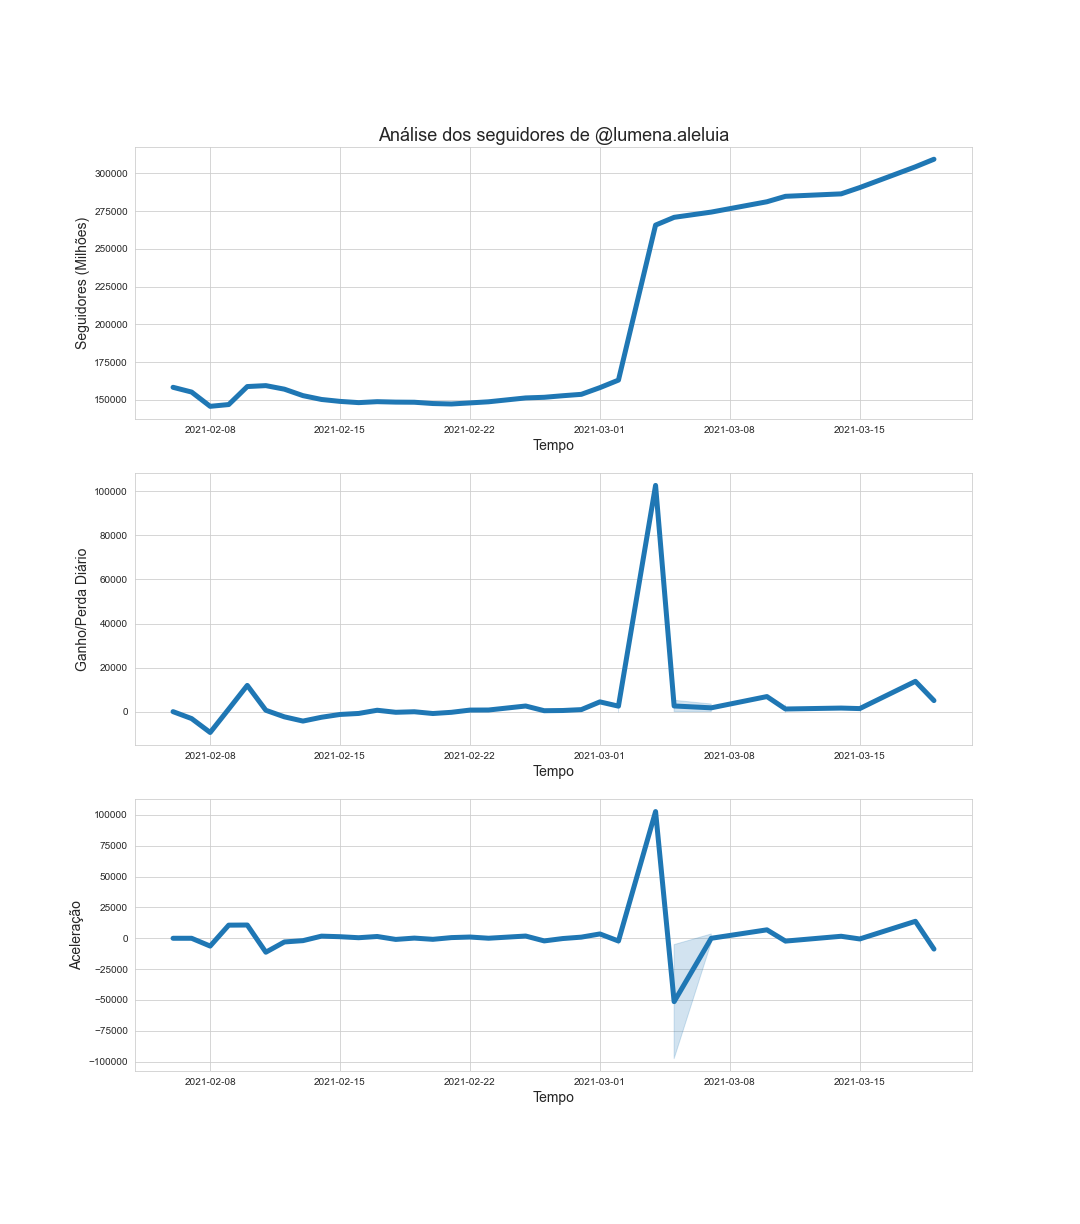 Análise dos seguidores de @lumena.aleluia
300000
275000
250000
225000
200000
175000
150000
Seguidores (Milhões)
2021-02-08 2021-02-15 2021-02-22 2021-03-01 2021-03-08 2021-03-15
Tempo
100000
80000
60000
40000
20000
0
Ganho/Perda Diário
2021-02-08 2021-02-15 2021-02-22 2021-03-01 2021-03-08 2021-03-15
Tempo
100000
75000
50000
25000
0
−25000
−50000
−75000
−100000
Aceleração
2021-02-08 2021-02-15 2021-02-22 2021-03-01 2021-03-08 2021-03-15
Tempo